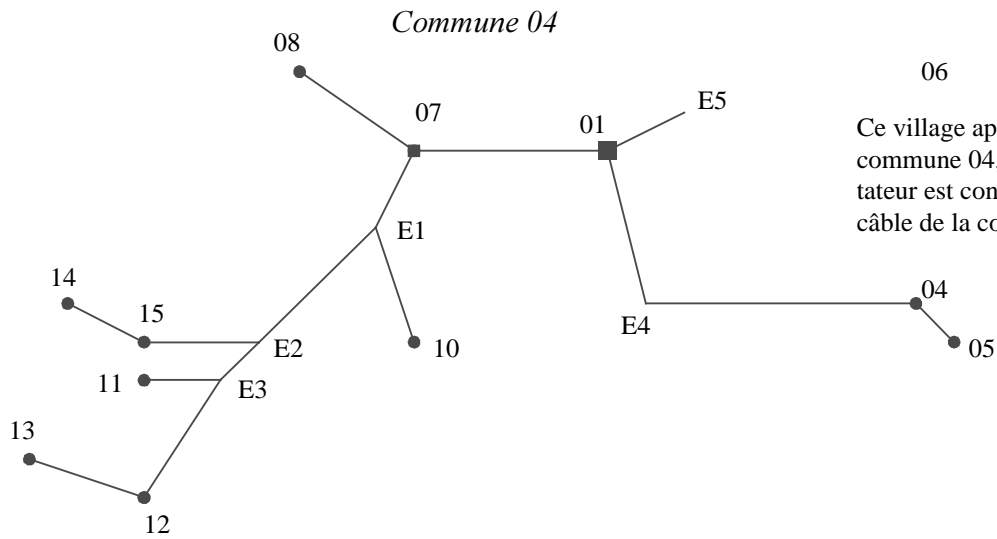 Commune 04
08
06
07
01
E5
Ce village ap
commune 04.
tateur est con
câble de la co
E1
14
04
15
E4
E2
10
05
11
E3
13
12